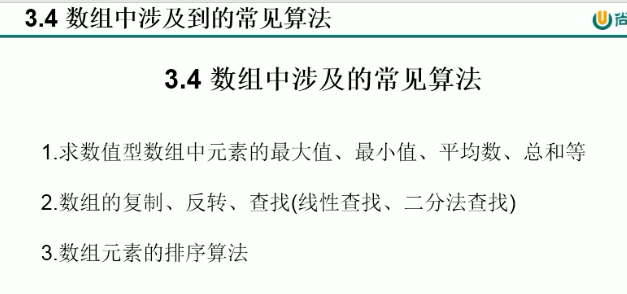 3.4 数组中涉及到的常见算法
尚
3.4 数组中涉及的常见算法
1.求数值型数组中元素的最大值、最小值、平均数、总和等
2.数组的复制、反转、查找(线性查找、二分法查找)
3.数组元素的排序算法